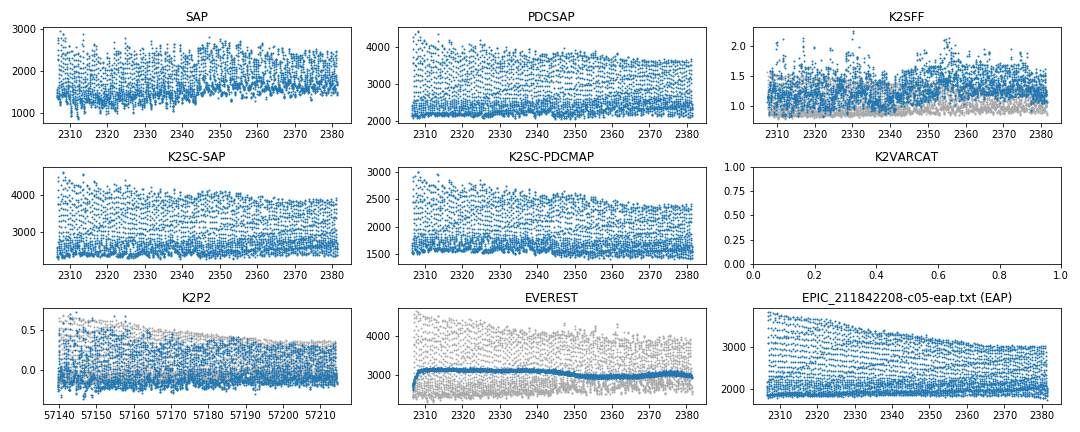 SAP
PDCSAP
K2SFF
3000
2000
1000
2310 2320 2330 2340 2350 2360 2370 2380
4000
3000
2000
2310 2320 2330 2340 2350 2360 2370 2380
2.0
1.5
1.0
2310 2320 2330 2340 2350 2360 2370 2380
K2SC-SAP
K2SC-PDCMAP
K2VARCAT
4000
3000
2310 2320 2330 2340 2350 2360 2370 2380
3000
2500
2000
1500
2310 2320 2330 2340 2350 2360 2370 2380
1.00
0.75
0.50
0.25
0.00
0.0 0.2 0.4 0.6 0.8 1.0
K2P2
EVEREST
EPIC_211842208-c05-eap.txt (EAP)
0.5
0.0
57140 57150 57160 57170 57180 57190 57200 57210
4000
3000
2310 2320 2330 2340 2350 2360 2370 2380
3000
2000
2310 2320 2330 2340 2350 2360 2370 2380